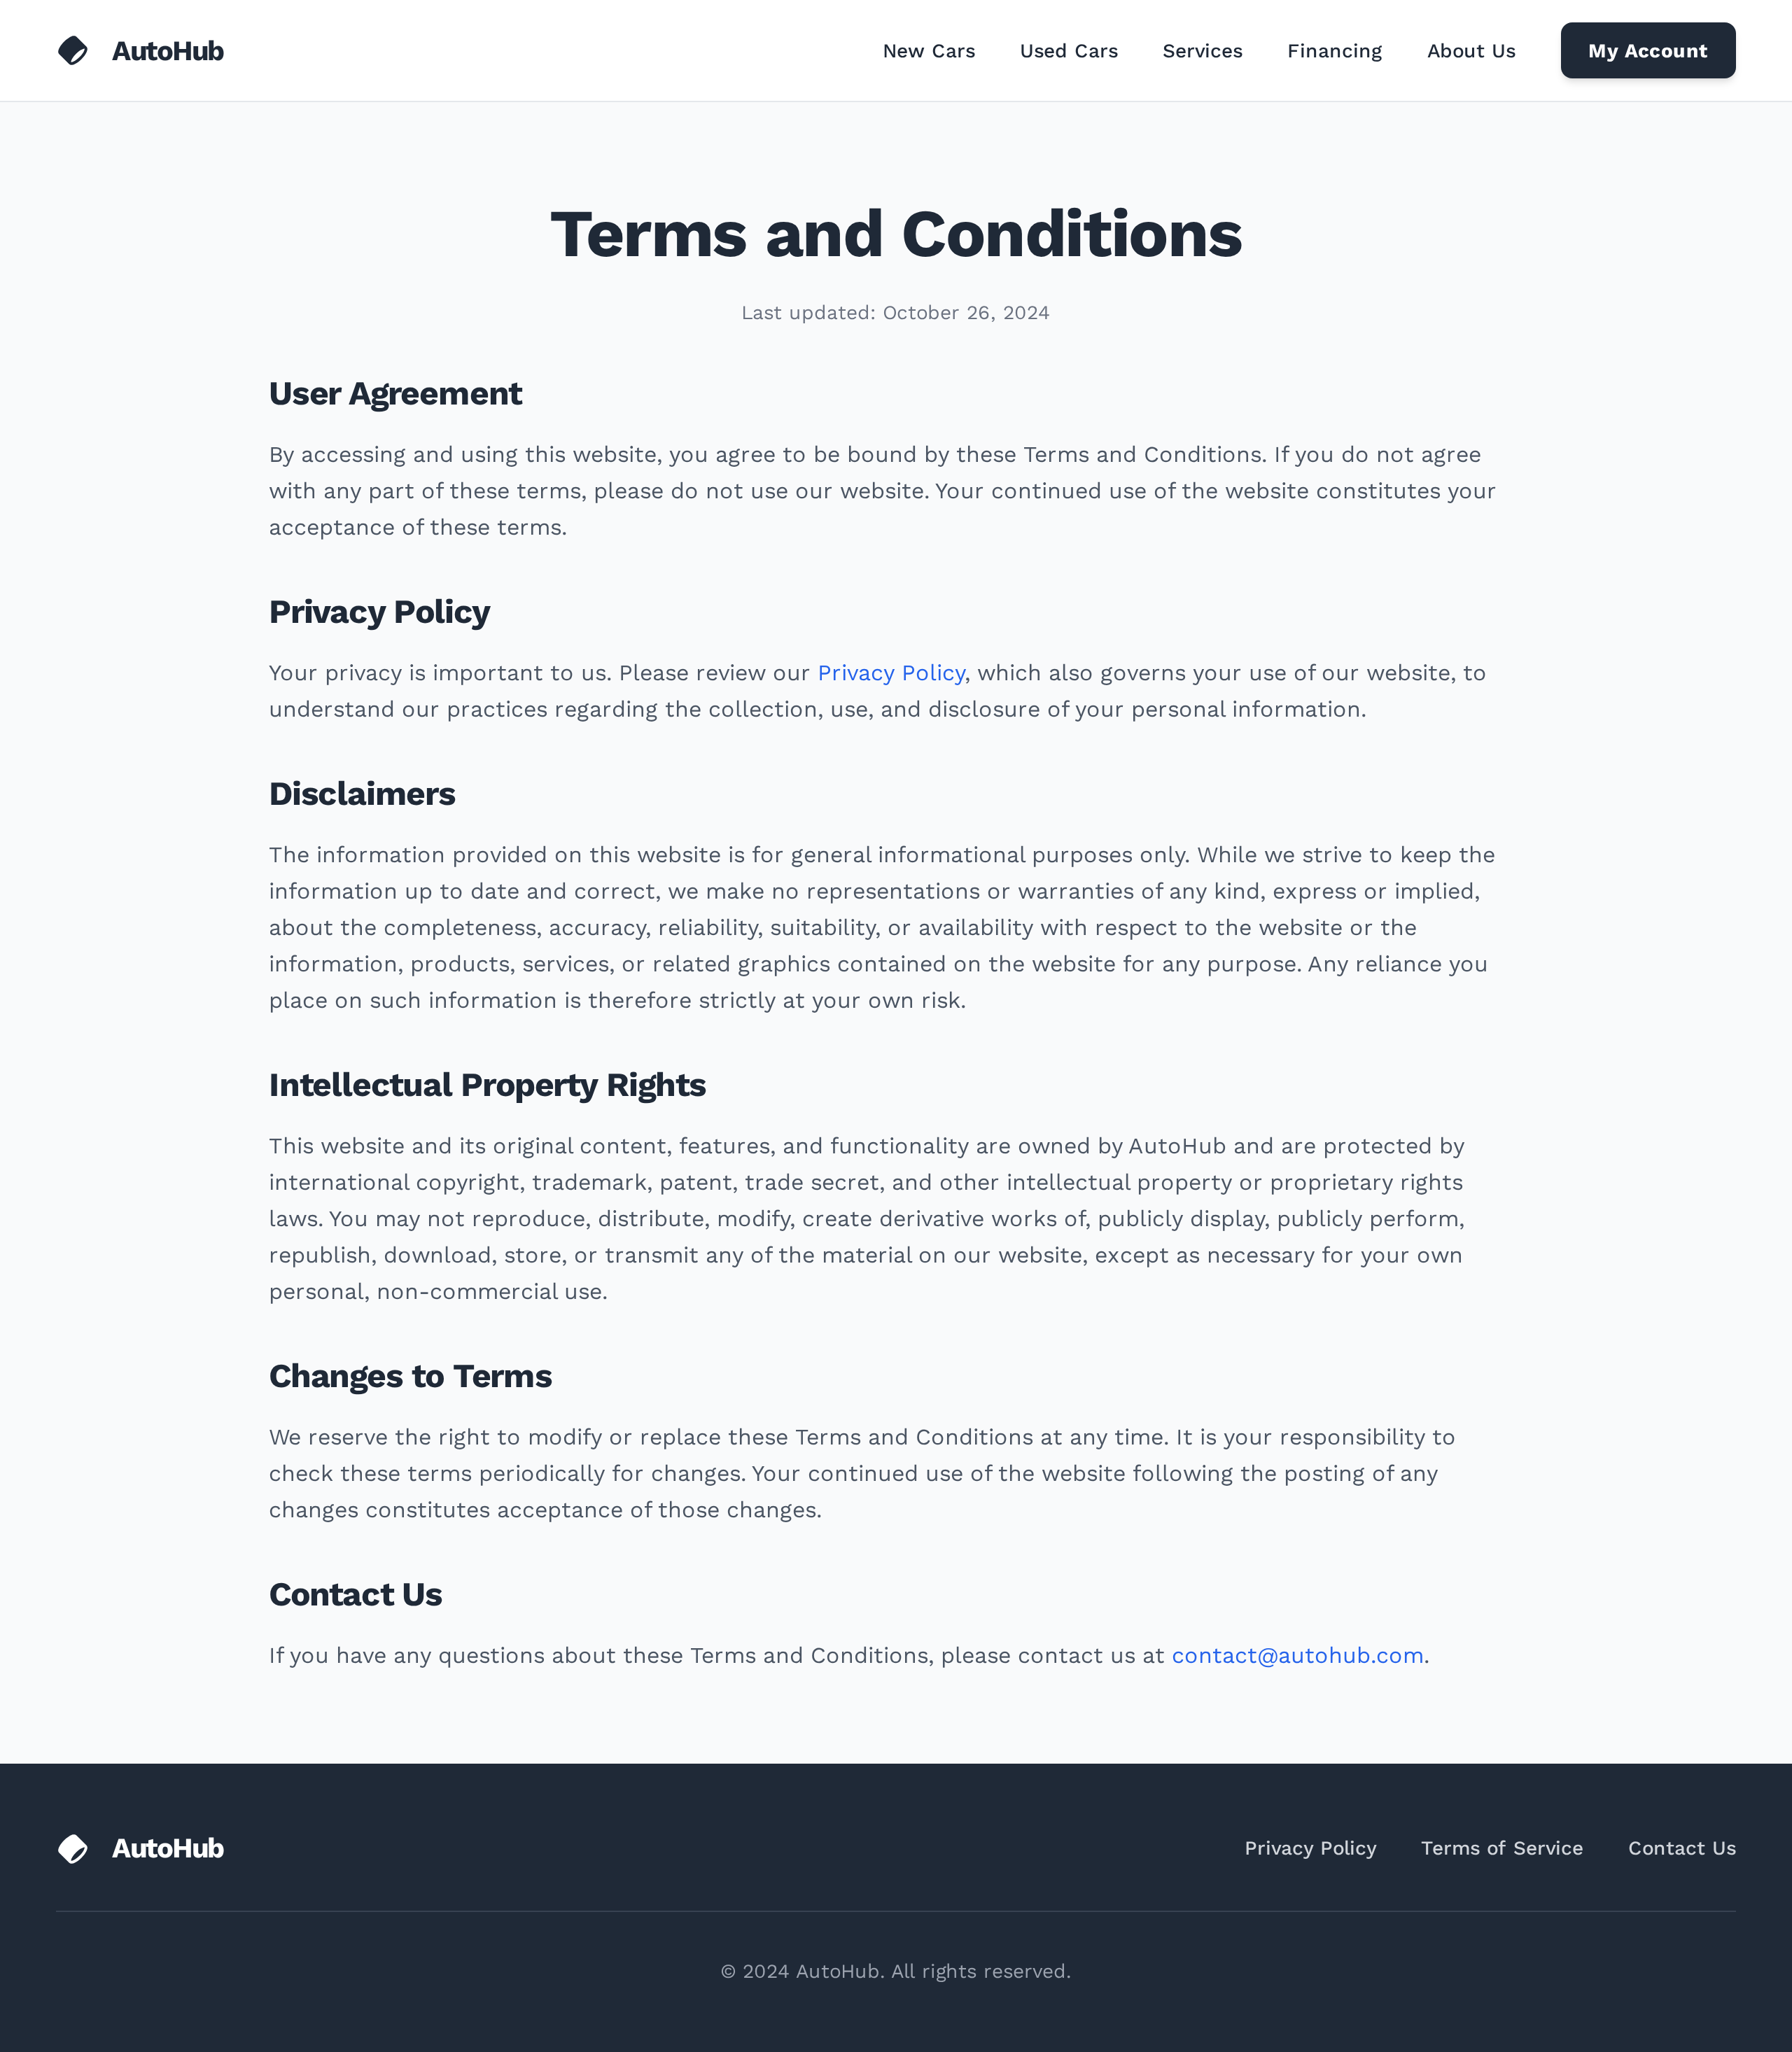 AutoHub
New Cars
Used Cars
Services
Financing
About Us
My Account
Terms and Conditions
Last updated: October 26, 2024
User Agreement
By accessing and using this website, you agree to be bound by these Terms and Conditions. If you do not agree
with any part of these terms, please do not use our website. Your continued use of the website constitutes your
acceptance of these terms.
Privacy Policy
Your privacy is important to us. Please review our Privacy Policy, which also governs your use of our website, to
understand our practices regarding the collection, use, and disclosure of your personal information.
Disclaimers
The information provided on this website is for general informational purposes only. While we strive to keep the
information up to date and correct, we make no representations or warranties of any kind, express or implied,
about the completeness, accuracy, reliability, suitability, or availability with respect to the website or the
information, products, services, or related graphics contained on the website for any purpose. Any reliance you
place on such information is therefore strictly at your own risk.
Intellectual Property Rights
This website and its original content, features, and functionality are owned by AutoHub and are protected by
international copyright, trademark, patent, trade secret, and other intellectual property or proprietary rights
laws. You may not reproduce, distribute, modify, create derivative works of, publicly display, publicly perform,
republish, download, store, or transmit any of the material on our website, except as necessary for your own
personal, non-commercial use.
Changes to Terms
We reserve the right to modify or replace these Terms and Conditions at any time. It is your responsibility to
check these terms periodically for changes. Your continued use of the website following the posting of any
changes constitutes acceptance of those changes.
Contact Us
If you have any questions about these Terms and Conditions, please contact us at contact@autohub.com.
AutoHub
Privacy Policy
Terms of Service
Contact Us
© 2024 AutoHub. All rights reserved.